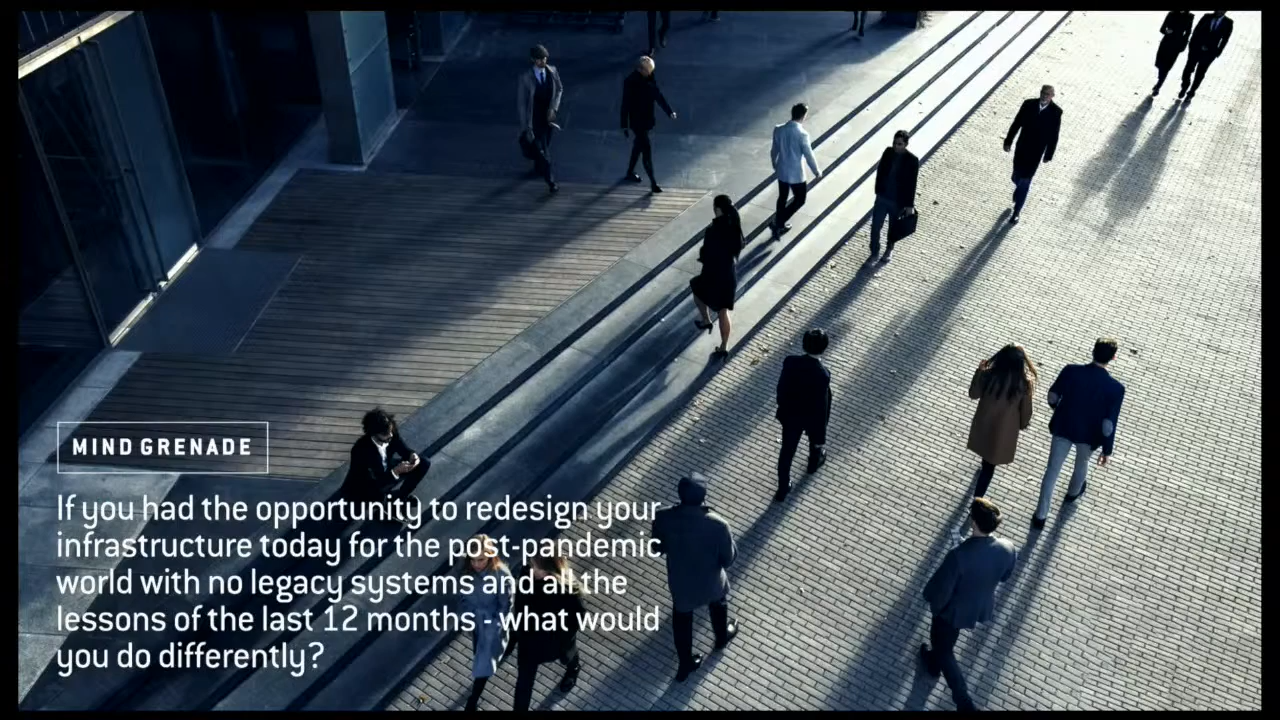 MIND GRENADE
If you had the opportunity to redesign your
infrastructure today for the post-pandemic
world with no legacy systems and all the
lessons of the last 12 months - what would
you do differently?